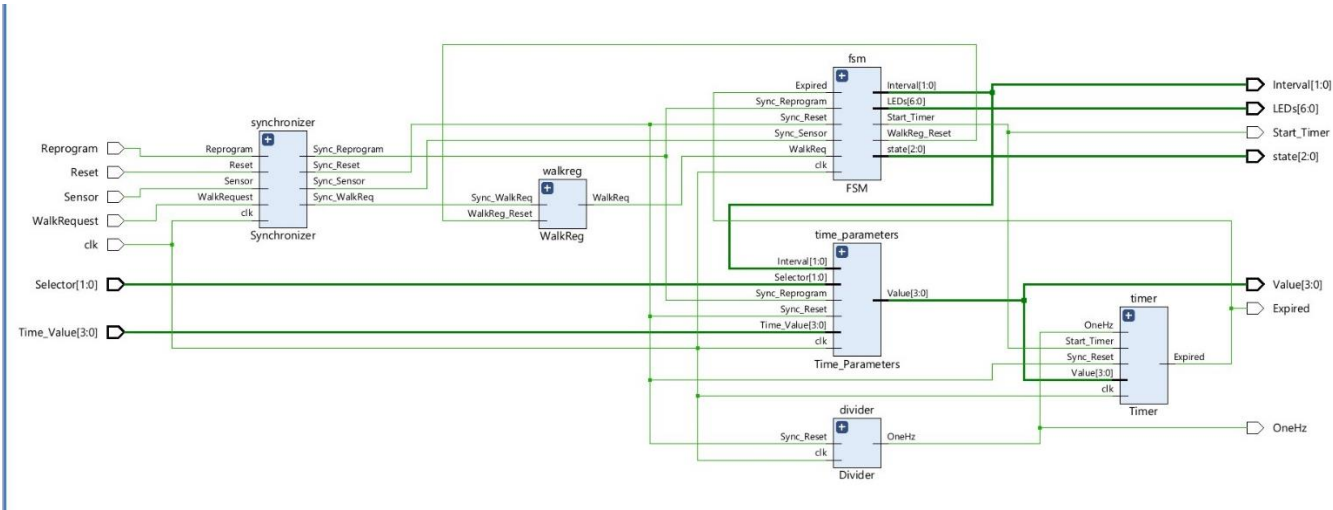 Reprogram
Reset
Sensor
WalkRequest
clk
Selector[1:0]
Time_Value[3:0]
synchronizer
Reprogram
Reset
Sensor
WalkRequest
clk
Sync_Reprogram
Sync_Reset
Sync_Sensor
Sync_WalkReq
Synchronizer
walkreg
Sync_WalkReq
WalkReg_Reset
WalkReq
WalkReg
fsm
Expired
Sync_Reprogram
Sync_Reset
Sync_Sensor
WalkReq
clk
Interval[1:0]
LEDs[6:0]
Start_Timer
WalkReg_Reset
state[2:0]
FSM
time_parameters
Interval[1:0]
Selector[1:0]
Sync_Reprogram
Sync_Reset
Time_Value[3:0]
clk
Value[3:0]
Time_Parameters
divider
Sync_Reset
clk
OneHz
Divider
timer
OneHz
Start_Timer
Sync_Reset
Value[3:0]
clk
Expired
Timer
Interval[1:0]
LEDs[6:0]
Start_Timer
state[2:0]
Value[3:0]
Expired
OneHz